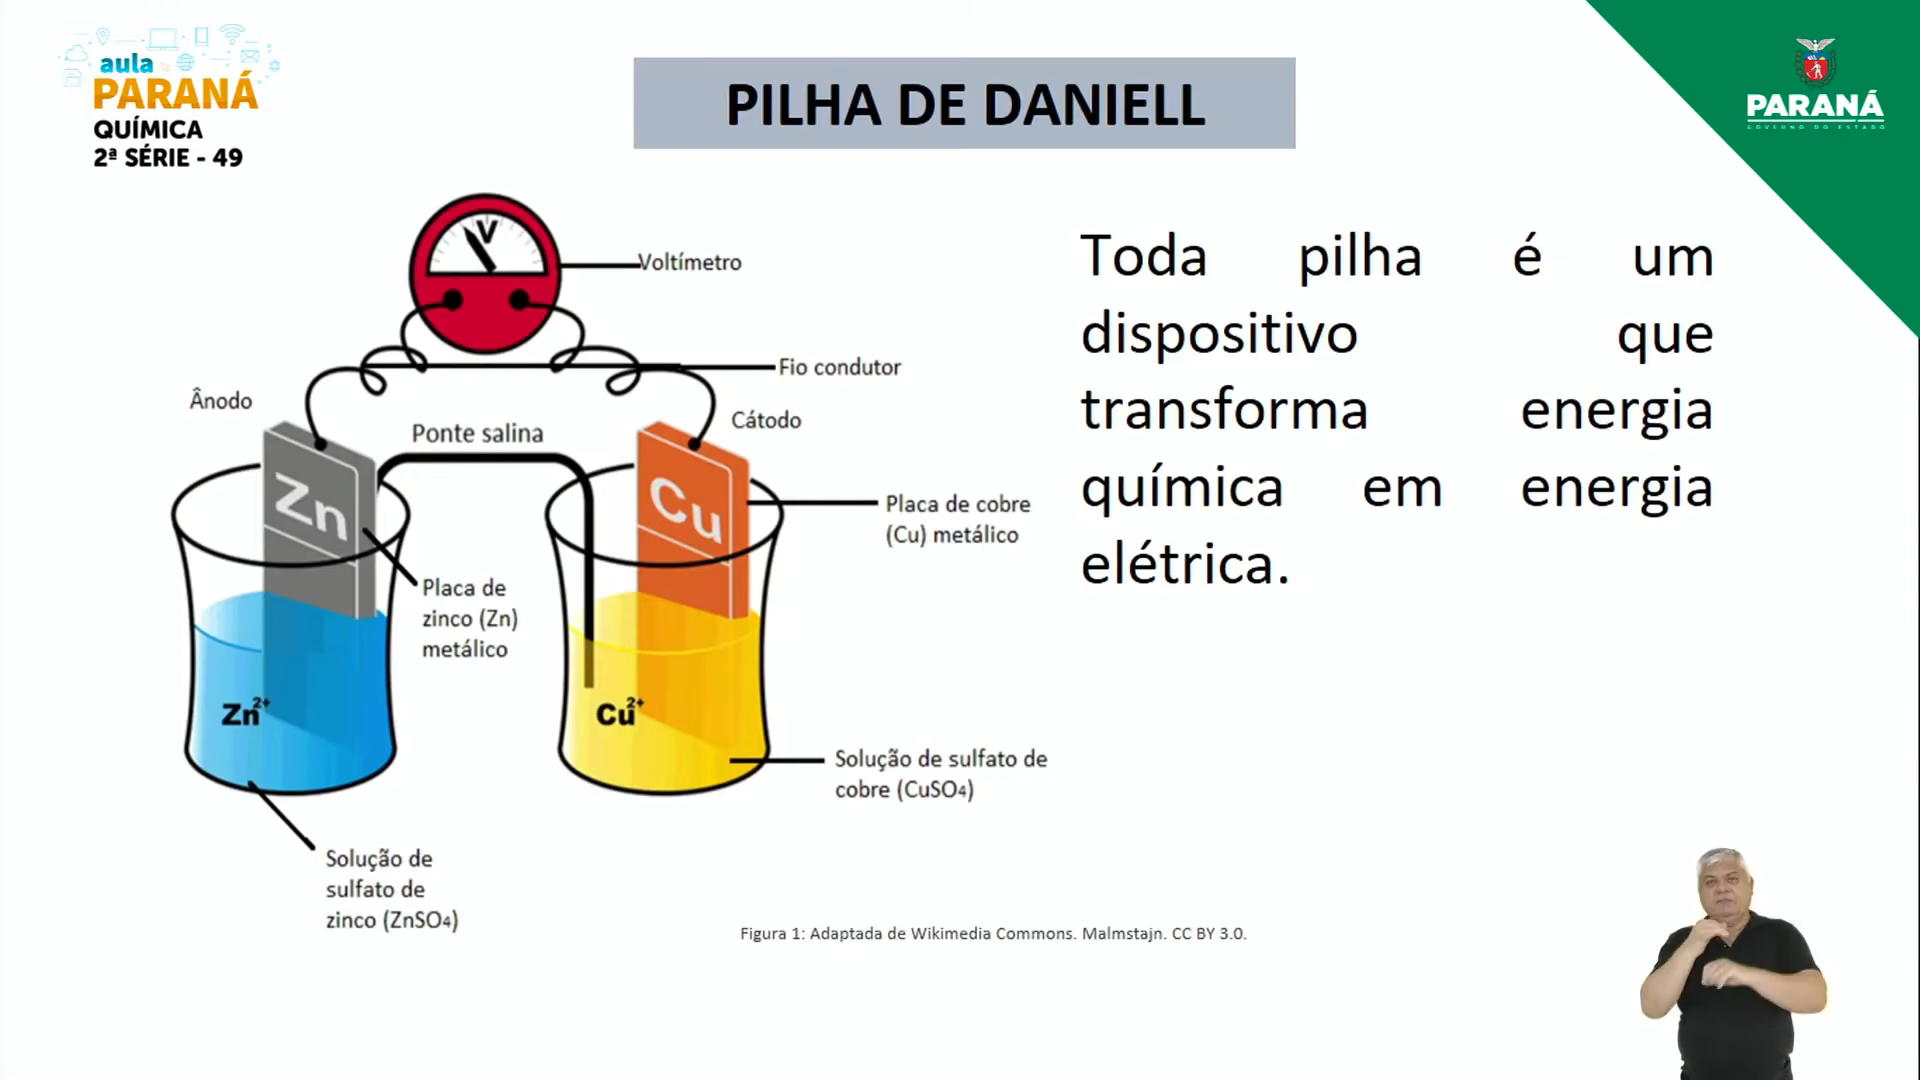 aula
PARANÁ
QUÍMICA
2ª SÉRIE - 49
PILHA DE DANIELL
PARANÁ
GOVERNO DO ESTADO
V
Voltímetro
Fio condutor
Ânodo
Cátodo
Ponte salina
Zn
Cu
Placa de cobre
(Cu) metálico
Placa de
zinco (Zn)
metálico
Zn²⁺
Cu²⁺
Solução de sulfato de
cobre (CuSO₄)
Solução de
sulfato de
zinco (ZnSO₄)
Toda pilha é um
dispositivo que
transforma energia
química em energia
elétrica.
Figura 1: Adaptada de Wikimedia Commons. Malmstajn. CC BY 3.0.